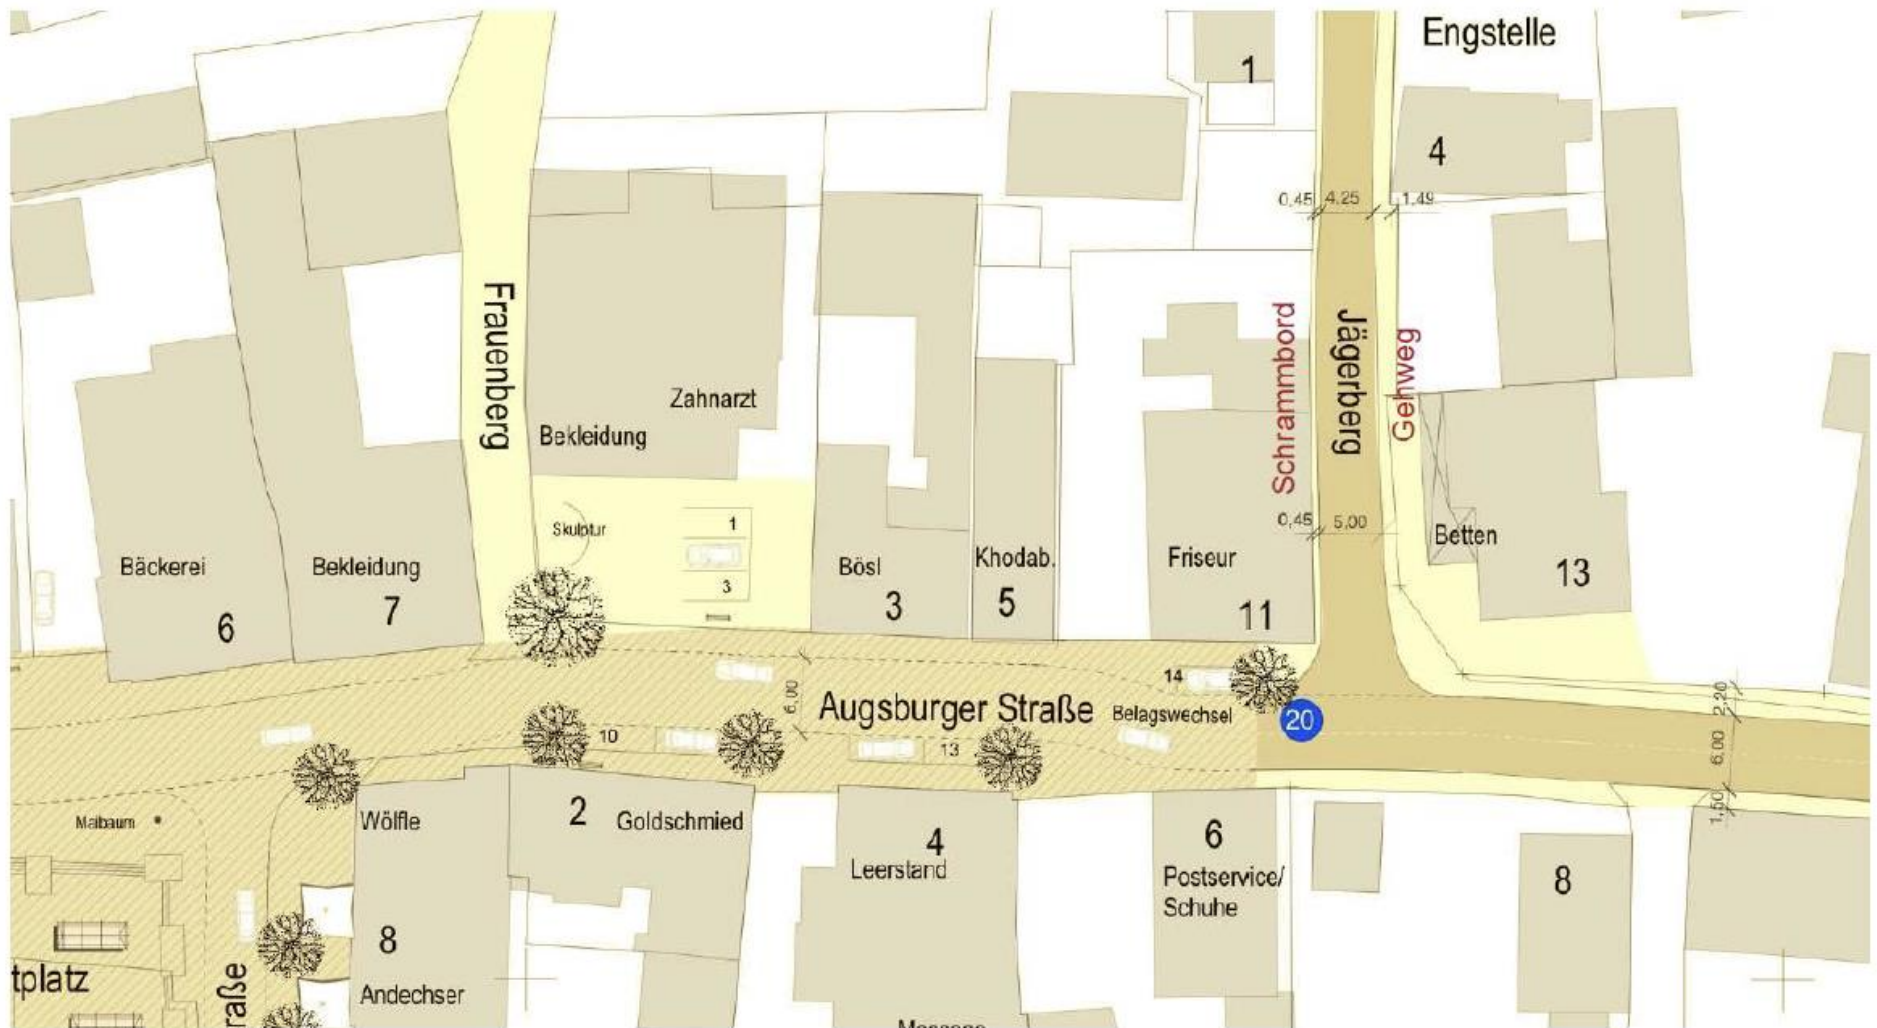 Engstelle
1
4
0,45
4.25
1,49
Frauenberg
Schrammbord
Jägerberg
Gehweg
Zahnarzt
Bekleidung
Skulptur
1
3
0,45
5,00
Betten
13
Bäckerei
6
Bekleidung
7
Bösl
3
Khodab.
5
Friseur
11
14
6,00
Augsburger Straße
Belagswechsel
20
2,20
6,00
1,50
10
13
Maibaum
Wölfle
2
Goldschmied
4
Leerstand
6
Postservice/
Schuhe
8
8
Andechser
tplatz
raße